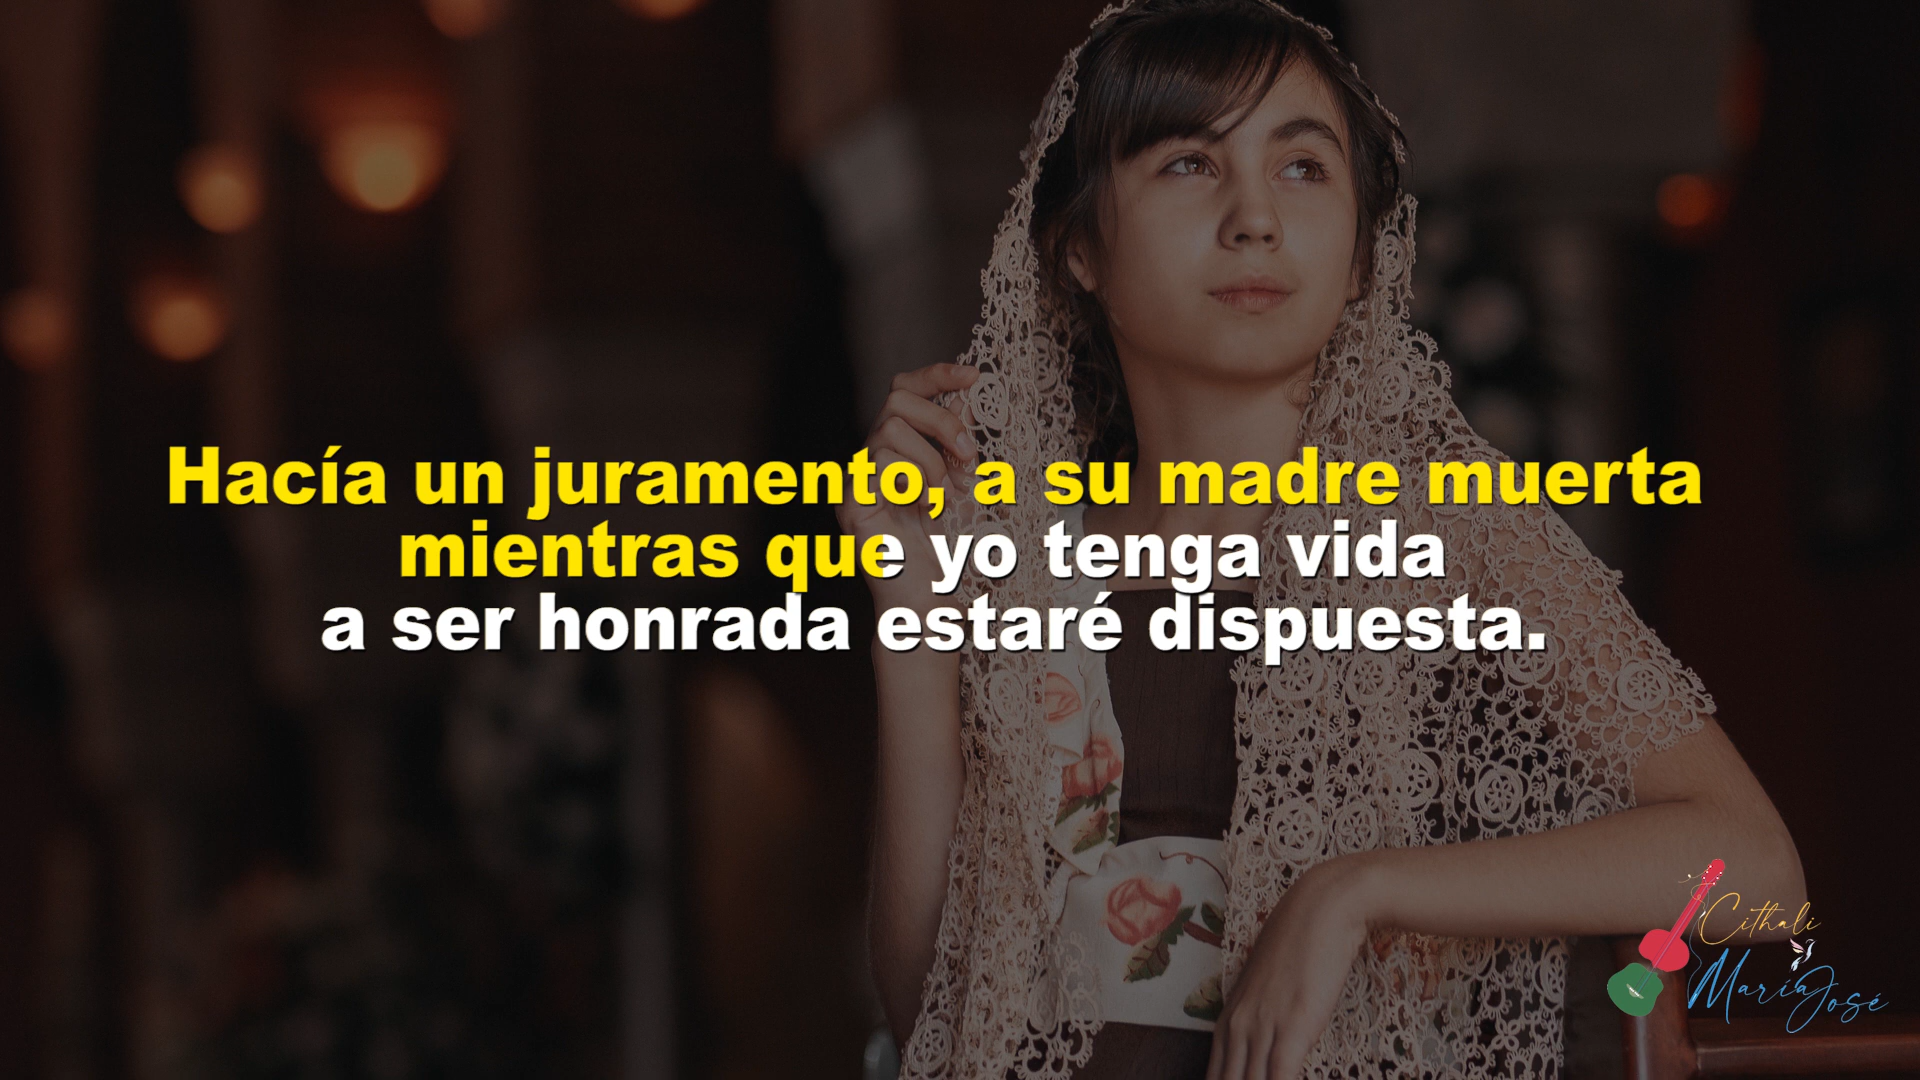 Hacía un juramento, a su madre muerta
mientras que yo tenga vida
a ser honrada estaré dispuesta.
Cithali
María José